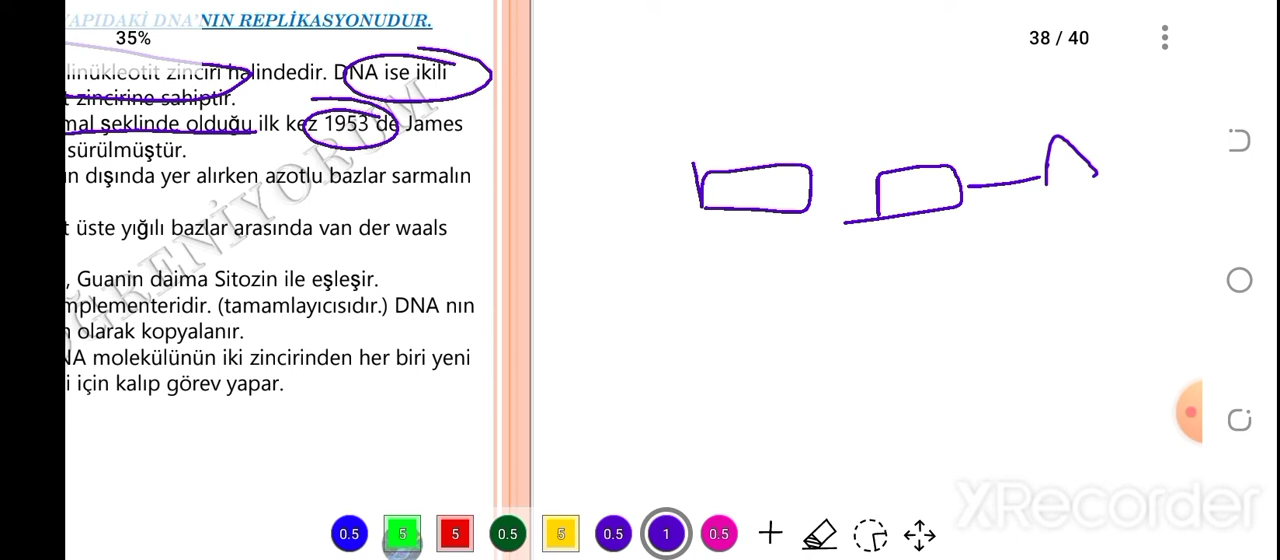 YAPIDAKİ DNA'NIN REPLİKASYONUDUR.
35%
38 / 40
linükleotit zinciri halindedir. DNA ise ikili
t zincirine sahiptir.
mal şeklinde olduğu ilk kez 1953'de James
sürülmüştür.
ın dışında yer alırken azotlu bazlar sarmalın
t üste yığılı bazlar arasında van der waals
, Guanin daima Sitozin ile eşleşir.
mplementeridir. (tamamlayıcısıdır.) DNA nın
olarak kopyalanır.
NA molekülünün iki zincirinden her biri yeni
i için kalıp görev yapar.
ÖĞRENİYORUM
0.5 5 5 0.5 5 0.5 1 0.5
XRecorder